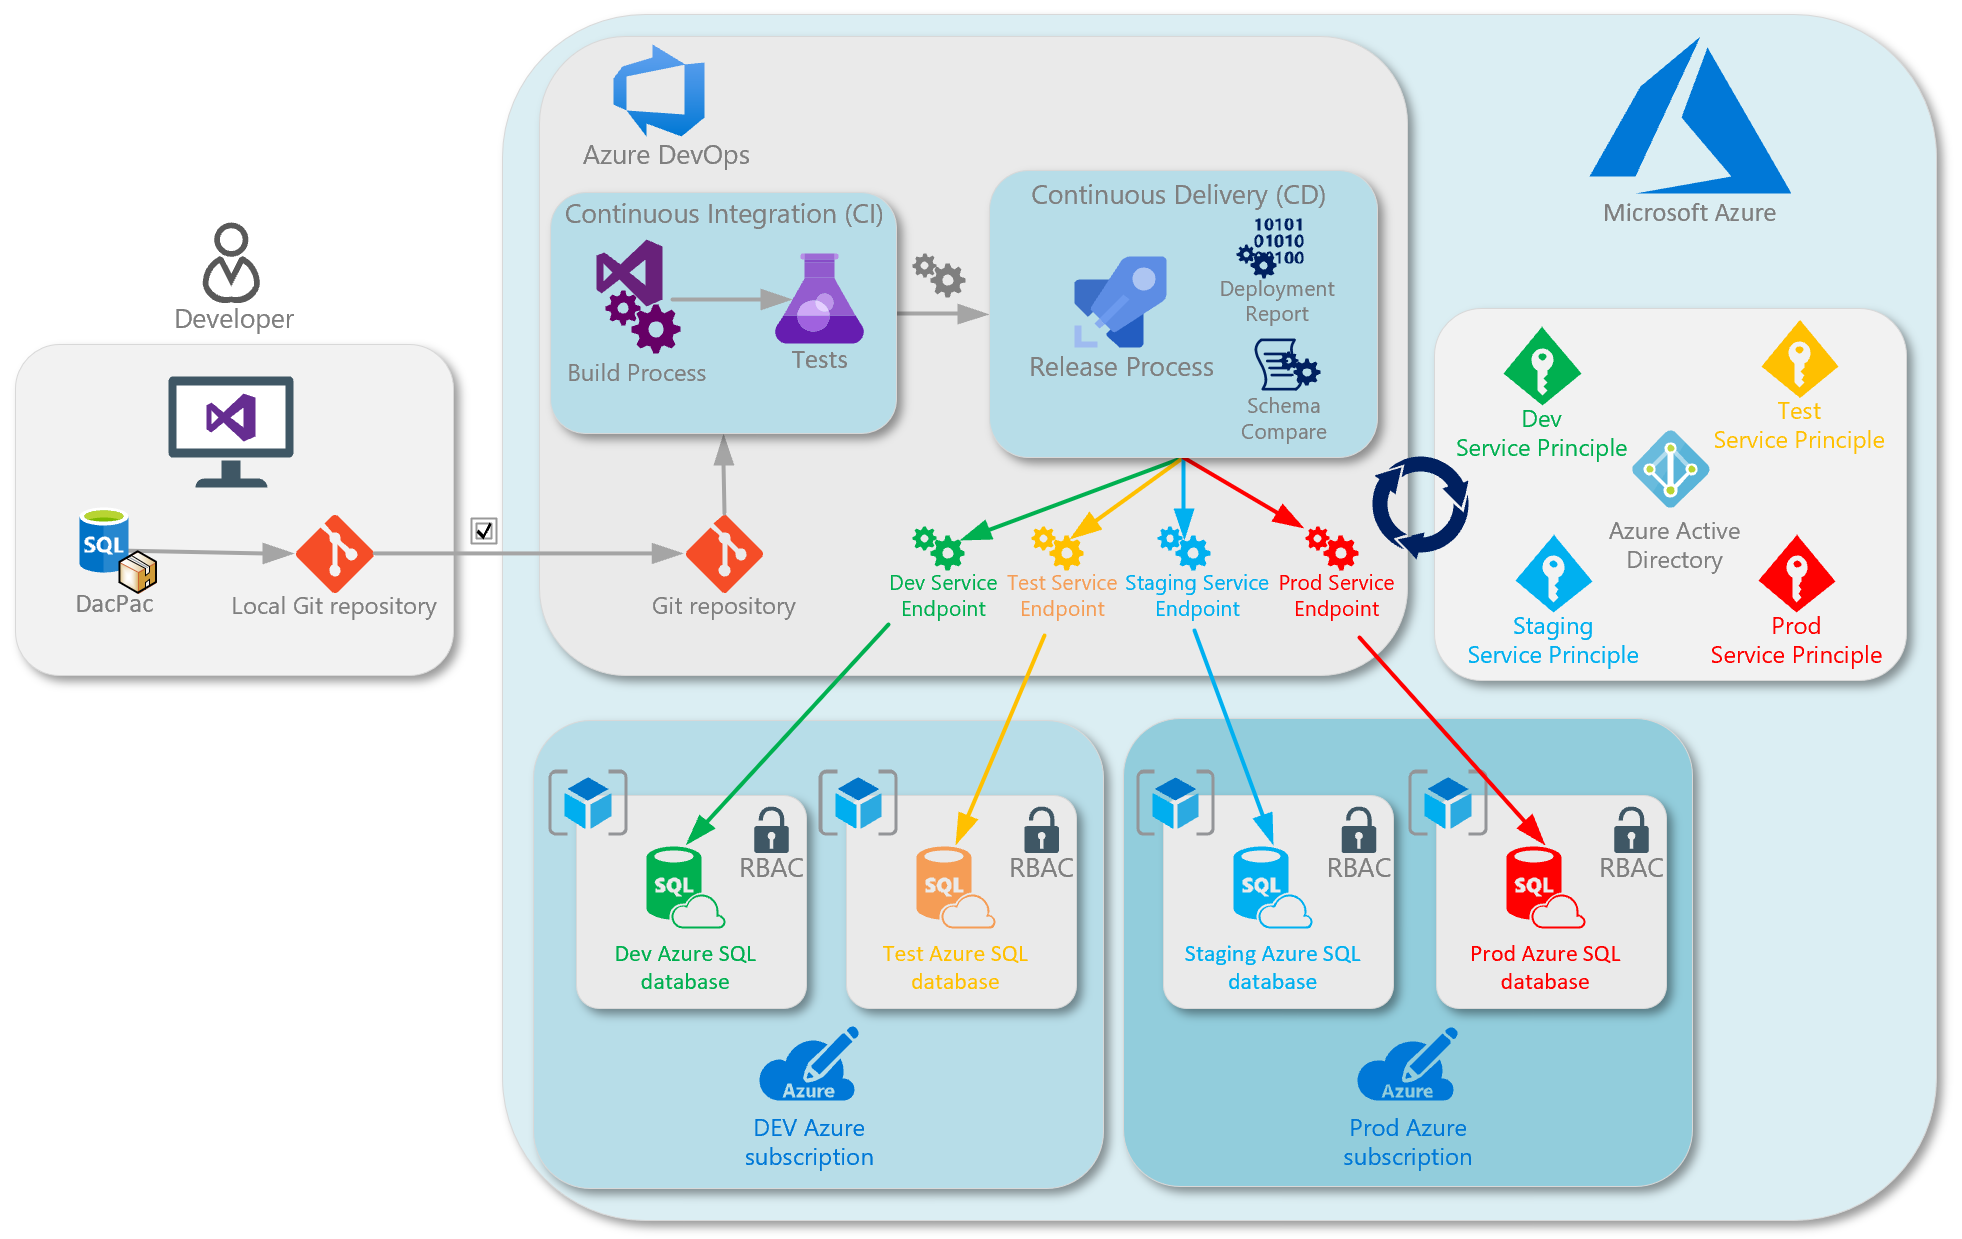 Azure DevOps
Microsoft Azure
Continuous Integration (CI)
Build Process
Tests
Continuous Delivery (CD)
Release Process
10101
01010
00100
Deployment
Report
Schema
Compare
Developer
SQL
DacPac
Local Git repository
Git repository
Dev Service
Endpoint
Test Service
Endpoint
Staging Service
Endpoint
Prod Service
Endpoint
Dev
Service Principle
Test
Service Principle
Azure Active
Directory
Staging
Service Principle
Prod
Service Principle
RBAC
SQL
Dev Azure SQL
database
RBAC
SQL
Test Azure SQL
database
RBAC
SQL
Staging Azure SQL
database
RBAC
SQL
Prod Azure SQL
database
Azure
DEV Azure
subscription
Azure
Prod Azure
subscription